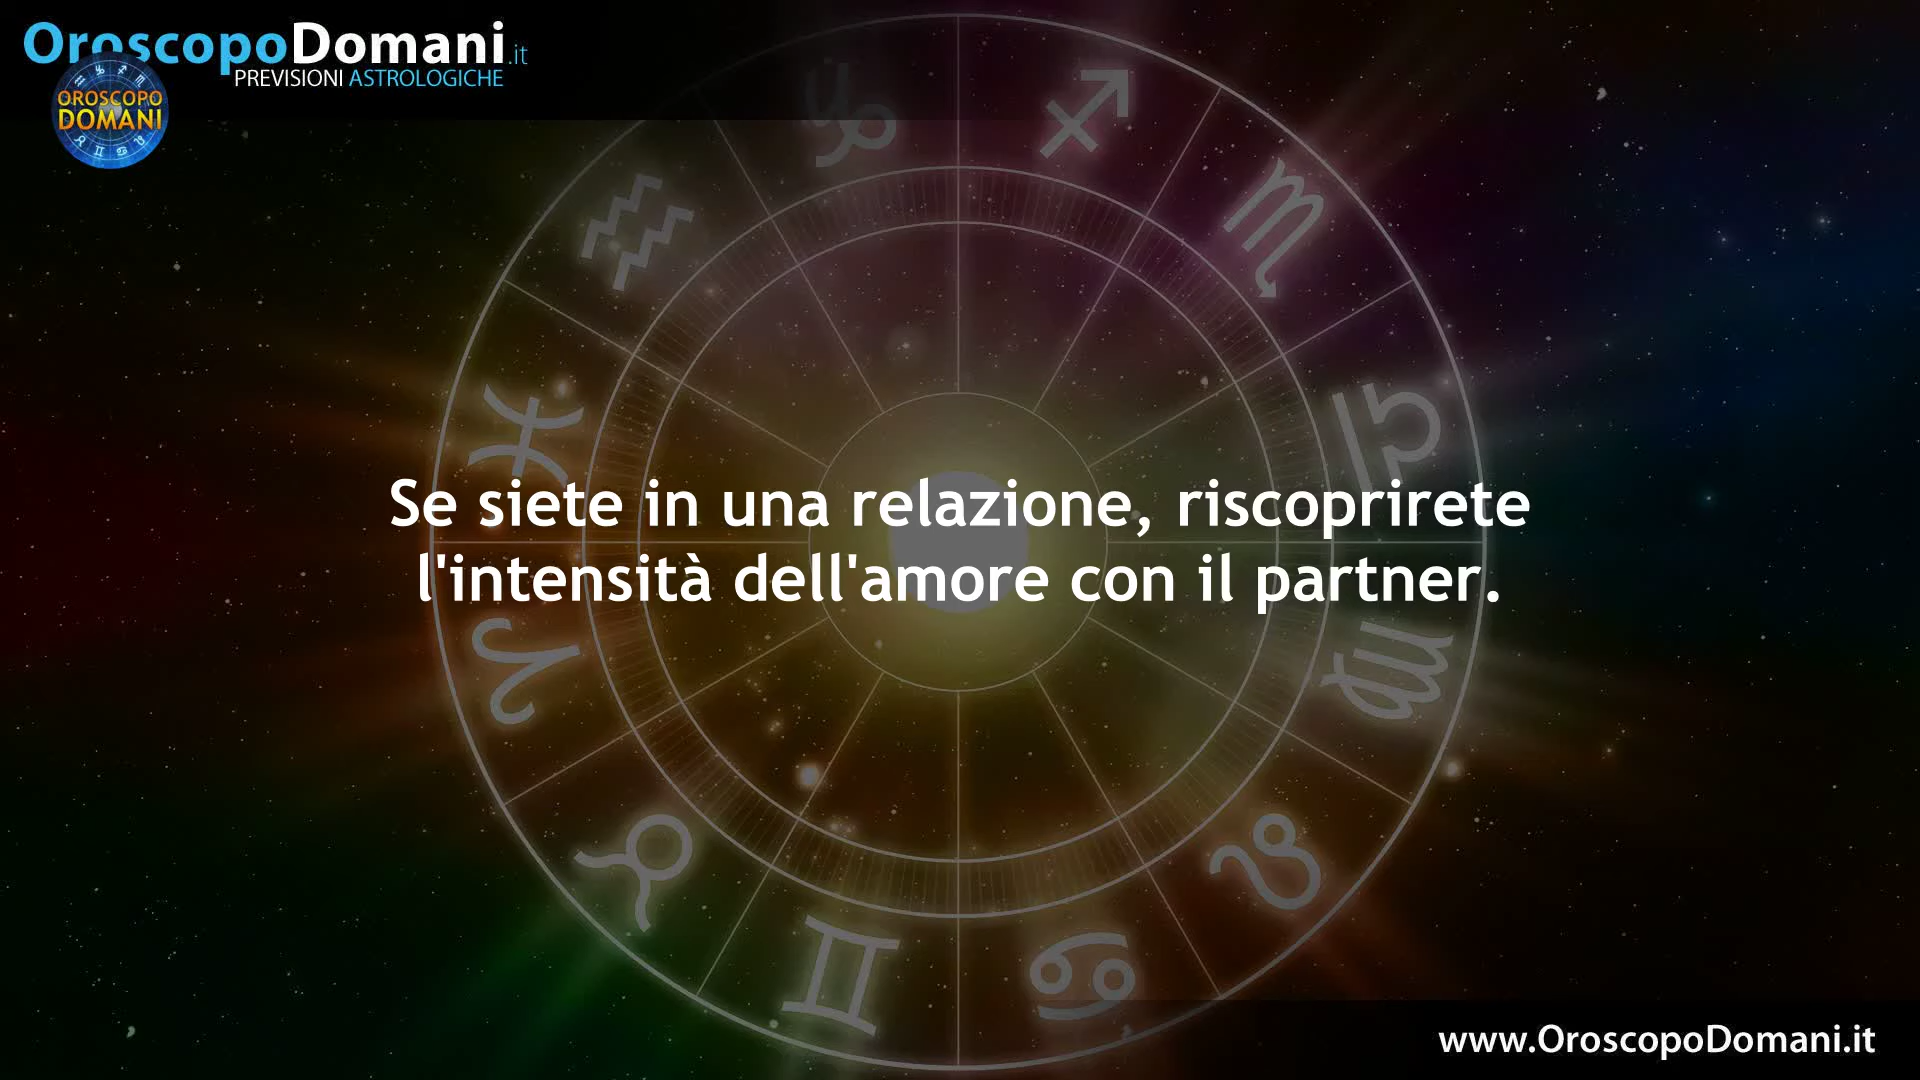 OroscopoDomani.it
PREVISIONI ASTROLOGICHE
OROSCOPO
DOMANI
Se siete in una relazione, riscoprirete
l'intensità dell'amore con il partner.
www.OroscopoDomani.it